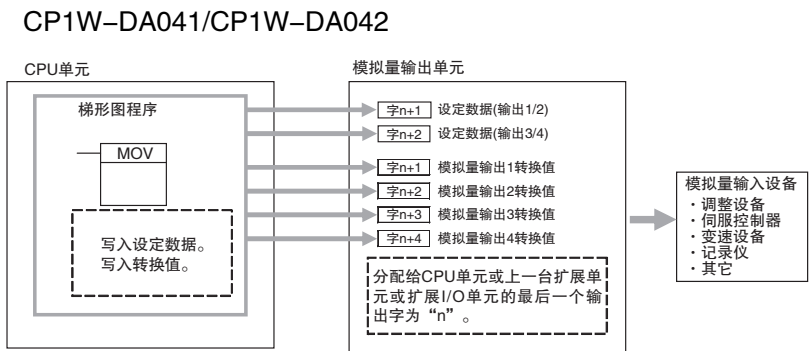 CP1W–DA041/CP1W–DA042
CPU单元
梯形图程序
MOV
写入设定数据。
写入转换值。
模拟量输出单元
字n+1 设定数据(输出1/2)
字n+2 设定数据(输出3/4)
字n+1 模拟量输出1转换值
字n+2 模拟量输出2转换值
字n+3 模拟量输出3转换值
字n+4 模拟量输出4转换值
分配给CPU单元或上一台扩展单
元或扩展I/O单元的最后一个输
出字为“n”。
模拟量输入设备
・调整设备
・伺服控制器
・变速设备
・记录仪
・其它